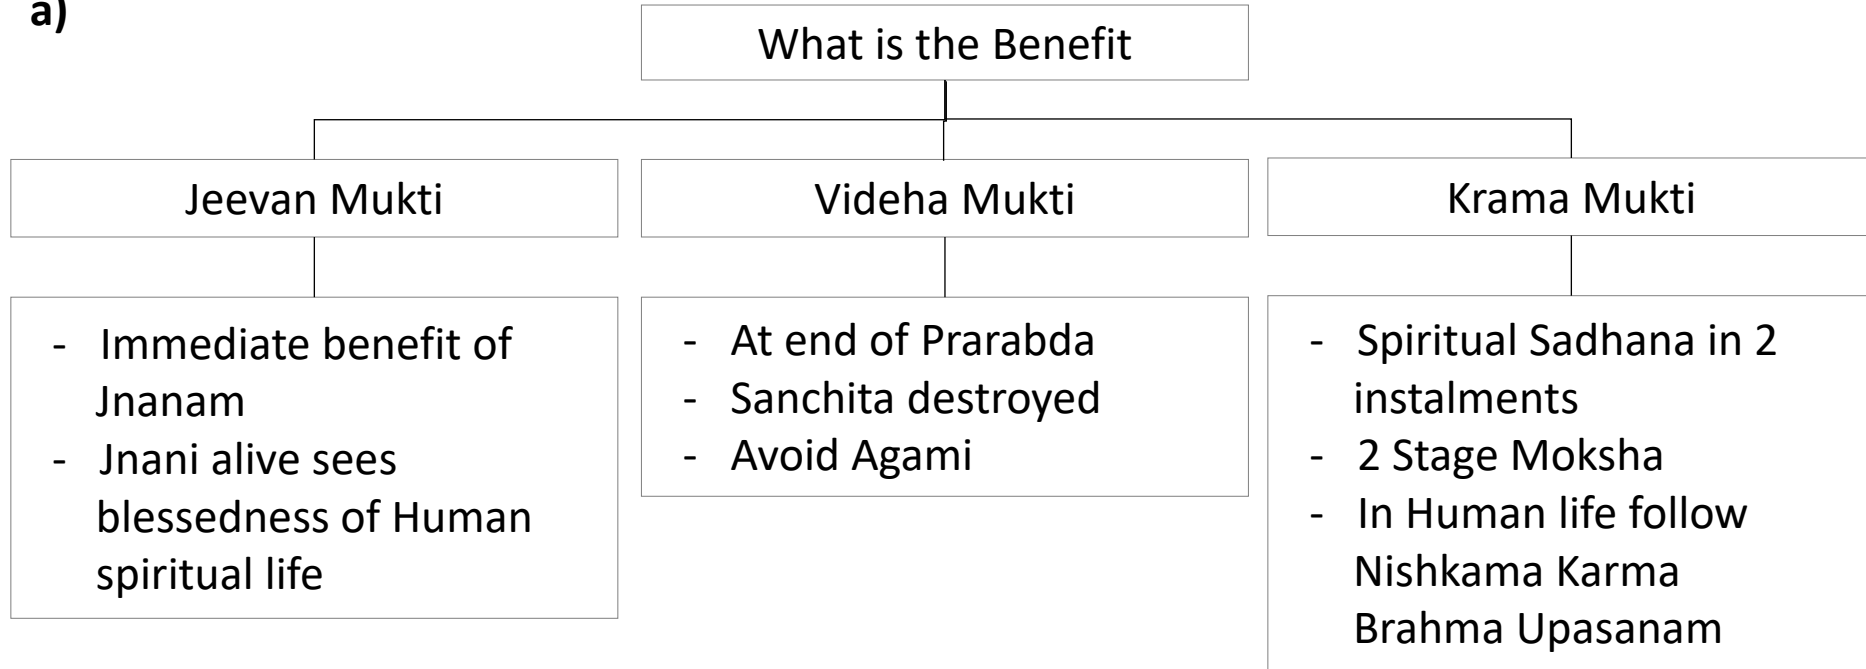 a)
What is the Benefit
Jeevan Mukti
Videha Mukti
Krama Mukti
- Immediate benefit of
Jnanam
- Jnani alive sees
blessedness of Human
spiritual life
- At end of Prarabda
- Sanchita destroyed
- Avoid Agami
- Spiritual Sadhana in 2
instalments
- 2 Stage Moksha
- In Human life follow
Nishkama Karma
Brahma Upasanam